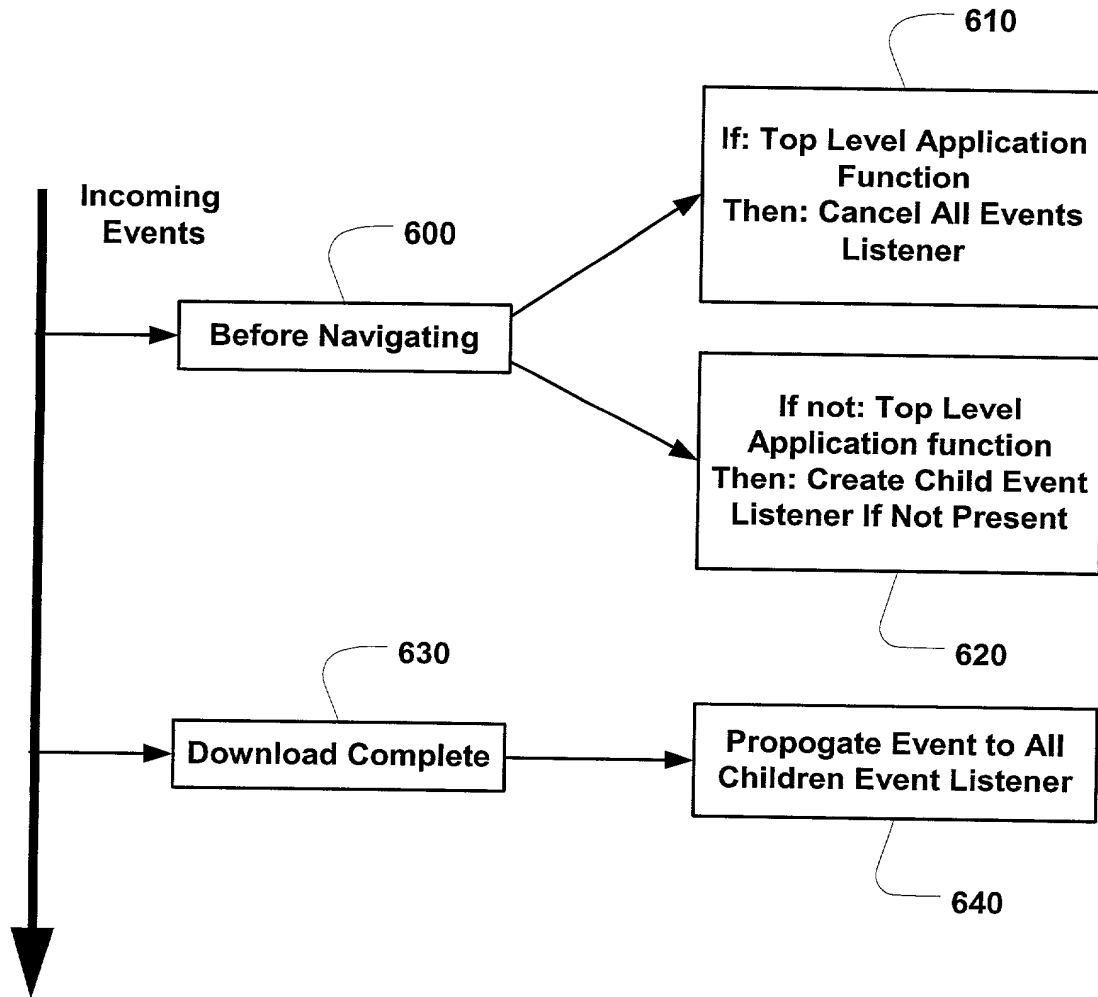 610
If: Top Level Application
Function
Then: Cancel All Events
Listener
Incoming
Events
600
Before Navigating
If not: Top Level
Application function
Then: Create Child Event
Listener If Not Present
620
630
Download Complete
Propogate Event to All
Children Event Listener
640